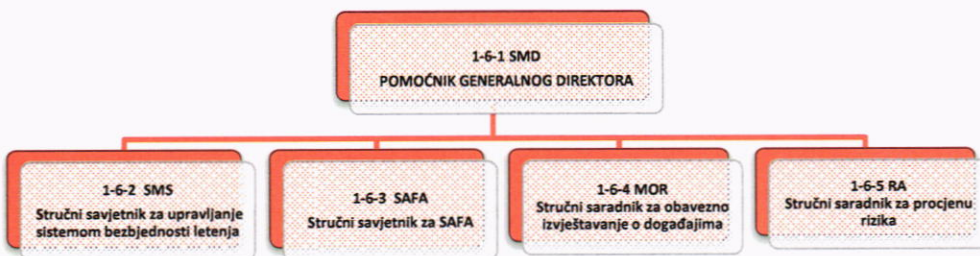 1-6-1 SMD
POMOĆNIK GENERALNOG DIREKTORA
1-6-2 SMS
Stručni savjetnik za upravljanje
sistemom bezbjednosti letenja
1-6-3 SAFA
Stručni savjetnik za SAFA
1-6-4 MOR
Stručni saradnik za obavezno
izvještavanje o događajima
1-6-5 RA
Stručni saradnik za procjenu
rizika